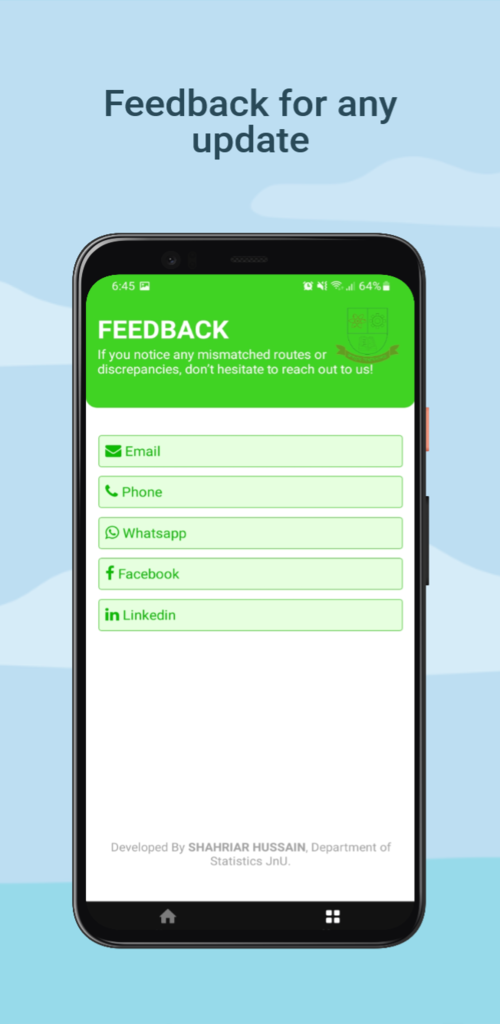 Feedback for any
update
6:45
64%
FEEDBACK
If you notice any mismatched routes or
discrepancies, don't hesitate to reach out to us!
Email
Phone
Whatsapp
Facebook
Linkedin
Developed By SHAHRIAR HUSSAIN, Department of
Statistics JnU.